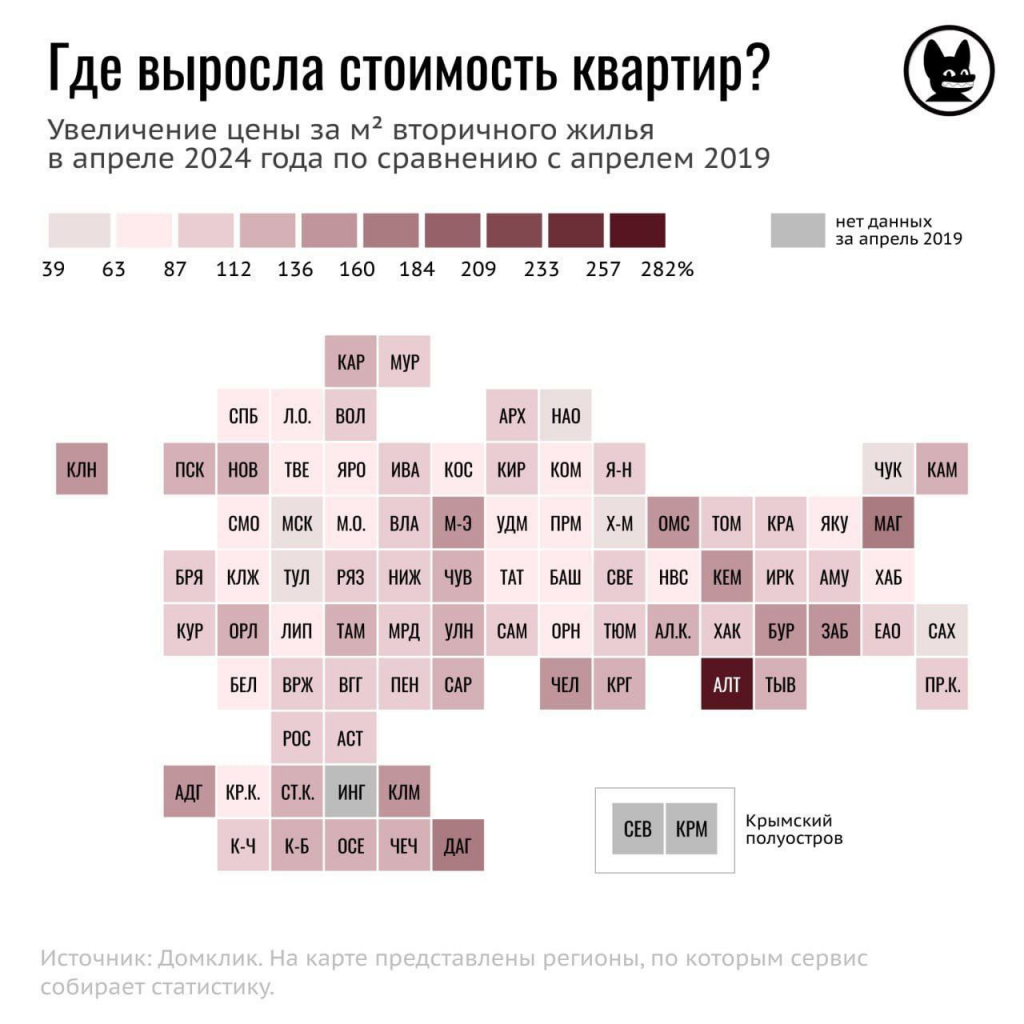 Где выросла стоимость квартир?
Увеличение цены за м² вторичного жилья
в апреле 2024 года по сравнению с апрелем 2019
39 63 87 112 136 160 184 209 233 257 282%
нет данных
за апрель 2019
КАР МУР
СПБ Л.О. ВОЛ АРХ НАО
КЛН ПСК НОВ ТВЕ ЯРО ИВА КОС КИР КОМ Я-Н ЧУК КАМ
СМО МСК М.О. ВЛА М-Э УДМ ПРМ Х-М ОМС ТОМ КРА ЯКУ МАГ
БРЯ КЛЖ ТУЛ РЯЗ НИЖ ЧУВ ТАТ БАШ СВЕ НВС КЕМ ИРК АМУ ХАБ
КУР ОРЛ ЛИП ТАМ МРД УЛН САМ ОРН ТЮМ АЛ.К. ХАК БУР ЗАБ ЕАО САХ
БЕЛ ВРЖ ВГГ ПЕН САР ЧЕЛ КРГ АЛТ ТЫВ ПР.К.
РОС АСТ
АДГ КР.К. СТ.К. ИНГ КЛМ
К-Ч К-Б ОСЕ ЧЕЧ ДАГ
СЕВ КРМ
Крымский
полуостров
Источник: Домклик. На карте представлены регионы, по которым сервис
собирает статистику.